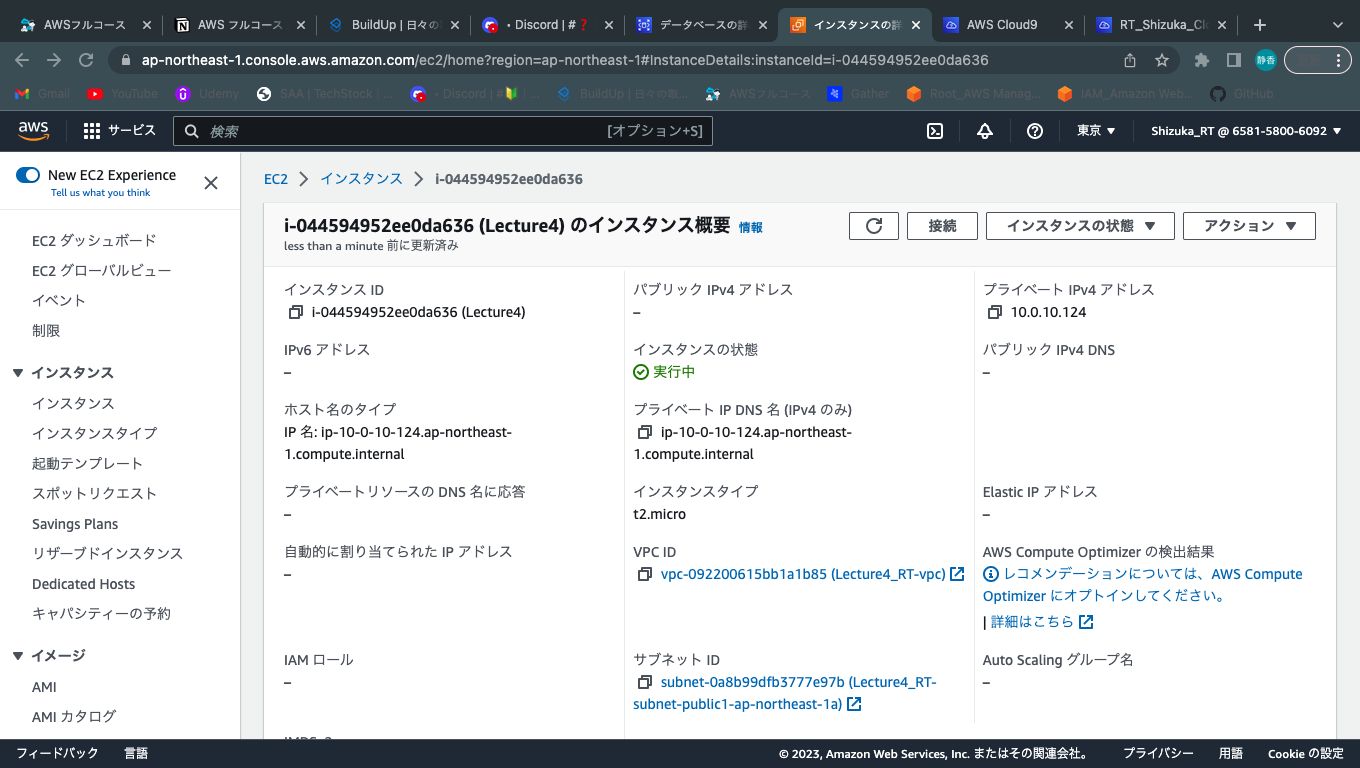 AWSフルコース
AWS フルコース
BuildUp | 日々の
• Discord | #❓
データベースの詳
インスタンスの詳
AWS Cloud9
RT_Shizuka_Cl
ap-northeast-1.console.aws.amazon.com/ec2/home?region=ap-northeast-1#InstanceDetails:instanceId=i-044594952ee0da636
静香
Gmail
YouTube
Udemy
SAA | TechStock | ...
• Discord | #🔰 | ...
BuildUp | 日々の取...
AWSフルコース
Gather
Root_AWS Manag...
IAM_Amazon Web...
GitHub
aws
サービス
検索
[オプション+S]
東京
Shizuka_RT @ 6581-5800-6092
New EC2 Experience
Tell us what you think
EC2 ダッシュボード
EC2 グローバルビュー
イベント
制限
インスタンス
インスタンス
インスタンスタイプ
起動テンプレート
スポットリクエスト
Savings Plans
リザーブドインスタンス
Dedicated Hosts
キャパシティーの予約
イメージ
AMI
AMI カタログ
EC2
インスタンス
i-044594952ee0da636
i-044594952ee0da636 (Lecture4) のインスタンス概要 情報
less than a minute 前に更新済み
接続
インスタンスの状態
アクション
インスタンス ID
i-044594952ee0da636 (Lecture4)
パブリック IPv4 アドレス
–
プライベート IPv4 アドレス
10.0.10.124
IPv6 アドレス
–
インスタンスの状態
実行中
パブリック IPv4 DNS
–
ホスト名のタイプ
IP 名: ip-10-0-10-124.ap-northeast-
1.compute.internal
プライベート IP DNS 名 (IPv4 のみ)
ip-10-0-10-124.ap-northeast-
1.compute.internal
プライベートリソースの DNS 名に応答
–
インスタンスタイプ
t2.micro
Elastic IP アドレス
–
自動的に割り当てられた IP アドレス
–
VPC ID
vpc-092200615bb1a1b85 (Lecture4_RT-vpc)
AWS Compute Optimizer の検出結果
レコメンデーションについては、AWS Compute
Optimizer にオプトインしてください。
| 詳細はこちら
IAM ロール
–
サブネット ID
subnet-0a8b99dfb3777e97b (Lecture4_RT-
subnet-public1-ap-northeast-1a)
Auto Scaling グループ名
–
フィードバック
言語
© 2023, Amazon Web Services, Inc. またはその関連会社。
プライバシー
用語
Cookie の設定